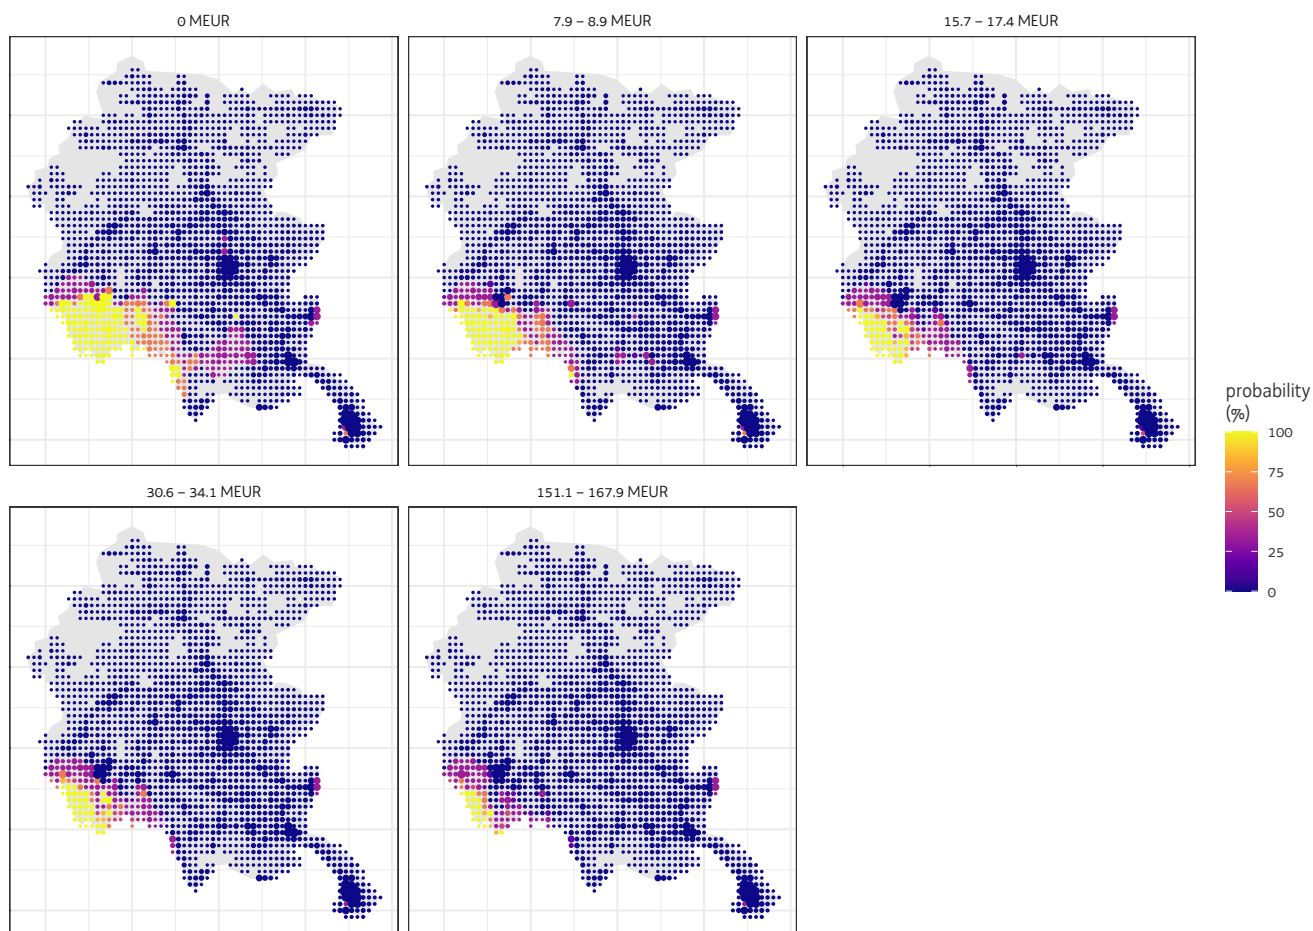 0 MEUR
7.9 – 8.9 MEUR
15.7 – 17.4 MEUR
30.6 – 34.1 MEUR
151.1 – 167.9 MEUR
probability
(%)
100
75
50
25
0